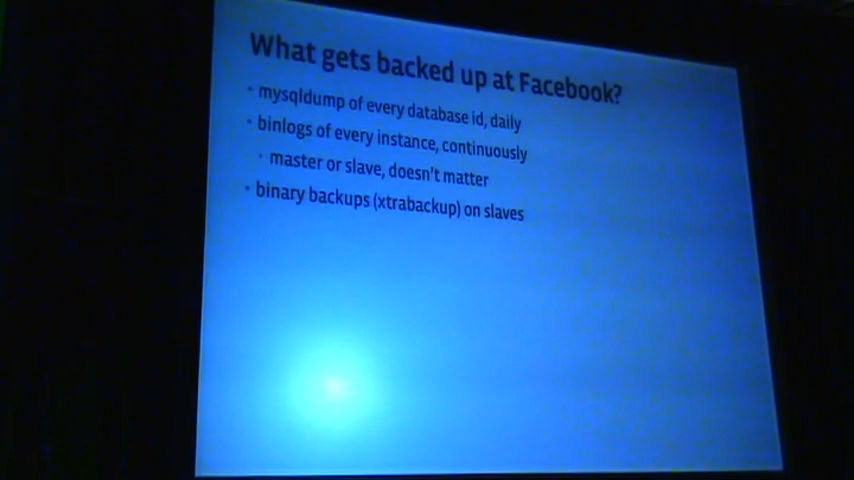 What gets backed up at Facebook?
• mysqldump of every database id, daily
• binlogs of every instance, continuously
• master or slave, doesn't matter
• binary backups (xtrabackup) on slaves